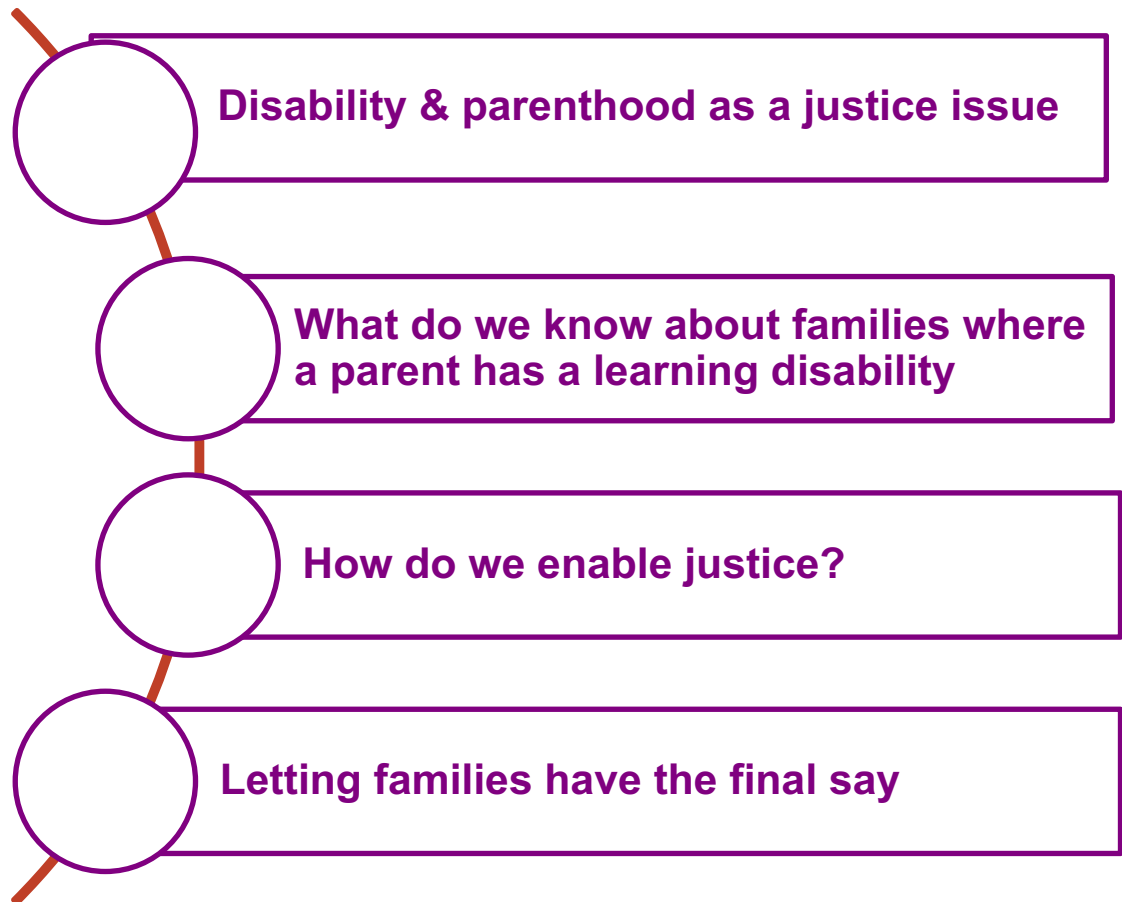 Disability & parenthood as a justice issue
What do we know about families where
a parent has a learning disability
How do we enable justice?
Letting families have the final say